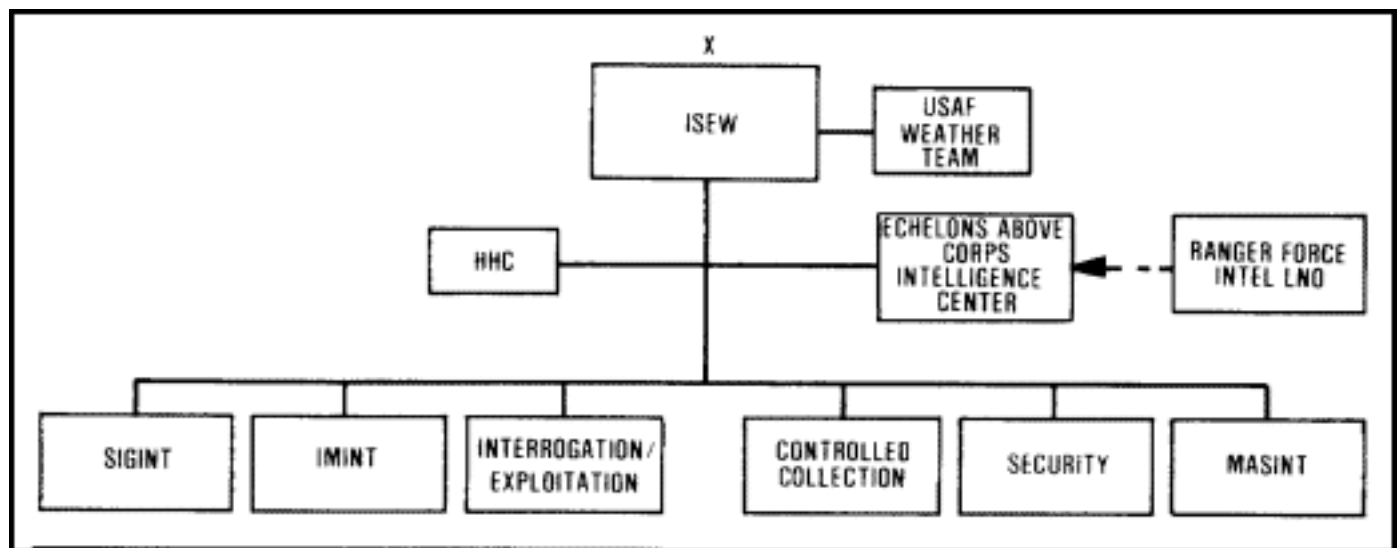 X
ISEW
USAF
WEATHER
TEAM
HHC
ECHELONS ABOVE
CORPS
INTELLIGENCE
CENTER
RANGER FORCE
INTEL LNO
SIGINT
IMINT
INTERROGATION/
EXPLOITATION
CONTROLLED
COLLECTION
SECURITY
MASINT